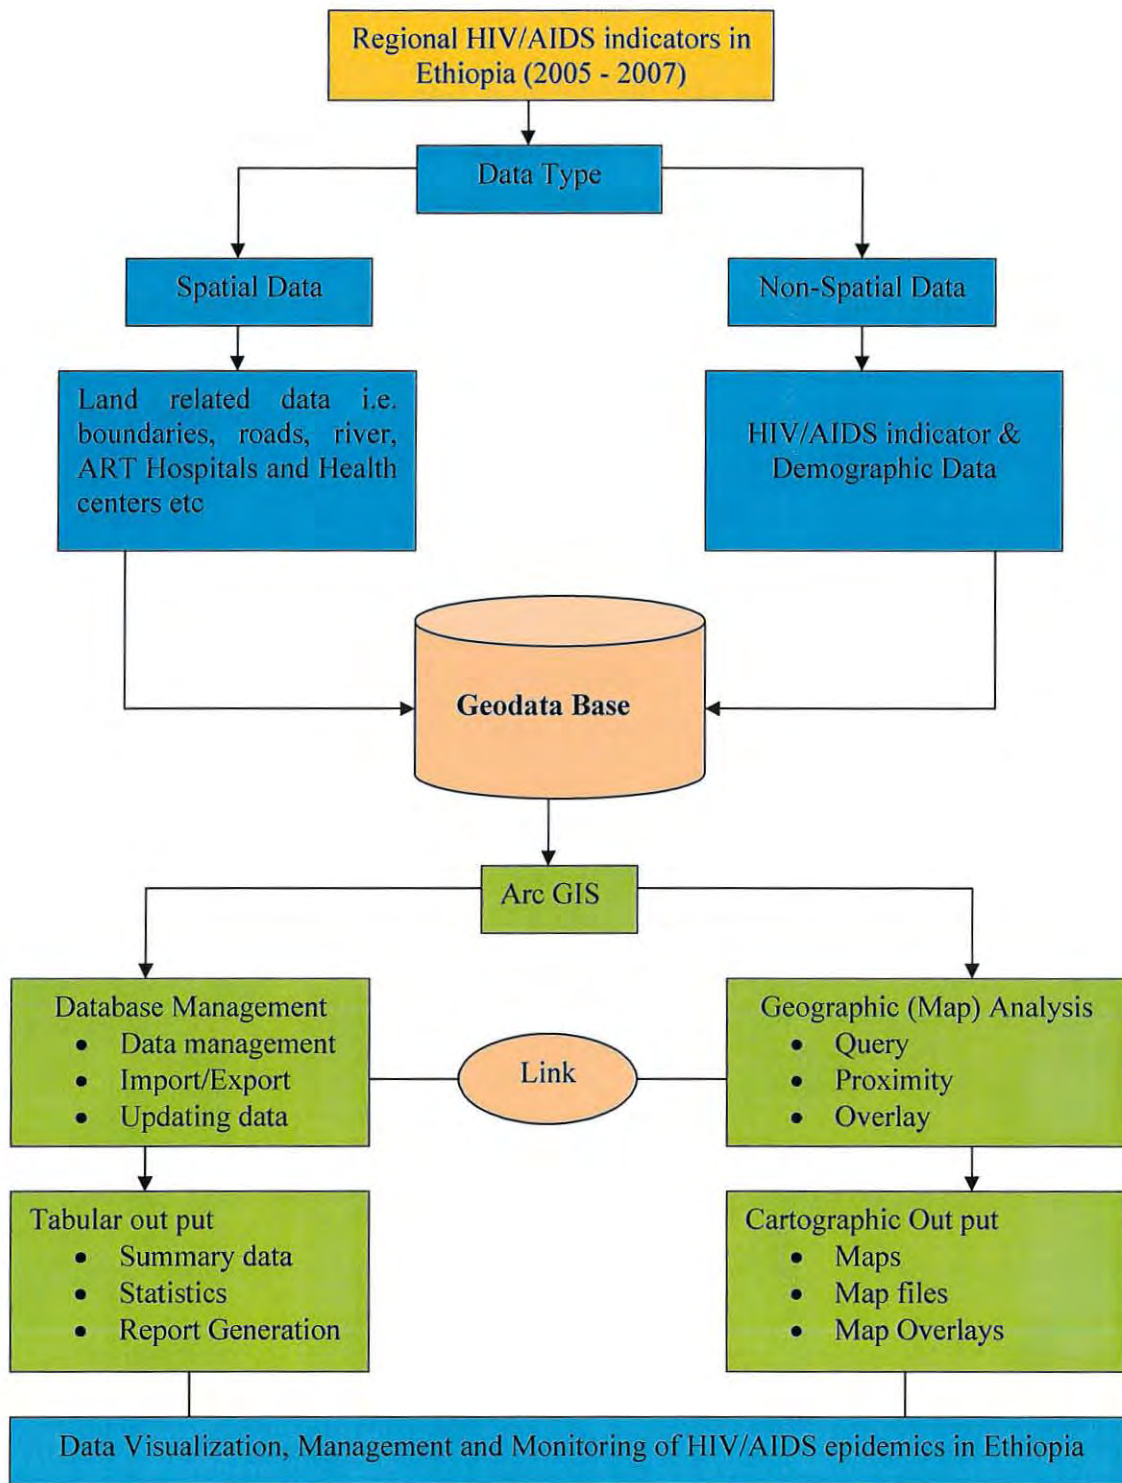 Regional HIV/AIDS indicators in
Ethiopia (2005 - 2007)
Data Type
Spatial Data
Non-Spatial Data
Land related data i.e.
boundaries, roads, river,
ART Hospitals and Health
centers etc
HIV/AIDS indicator &
Demographic Data
Geodata Base
Arc GIS
Database Management
• Data management
• Import/Export
• Updating data
Link
Geographic (Map) Analysis
• Query
• Proximity
• Overlay
Tabular out put
• Summary data
• Statistics
• Report Generation
Cartographic Out put
• Maps
• Map files
• Map Overlays
Data Visualization, Management and Monitoring of HIV/AIDS epidemics in Ethiopia